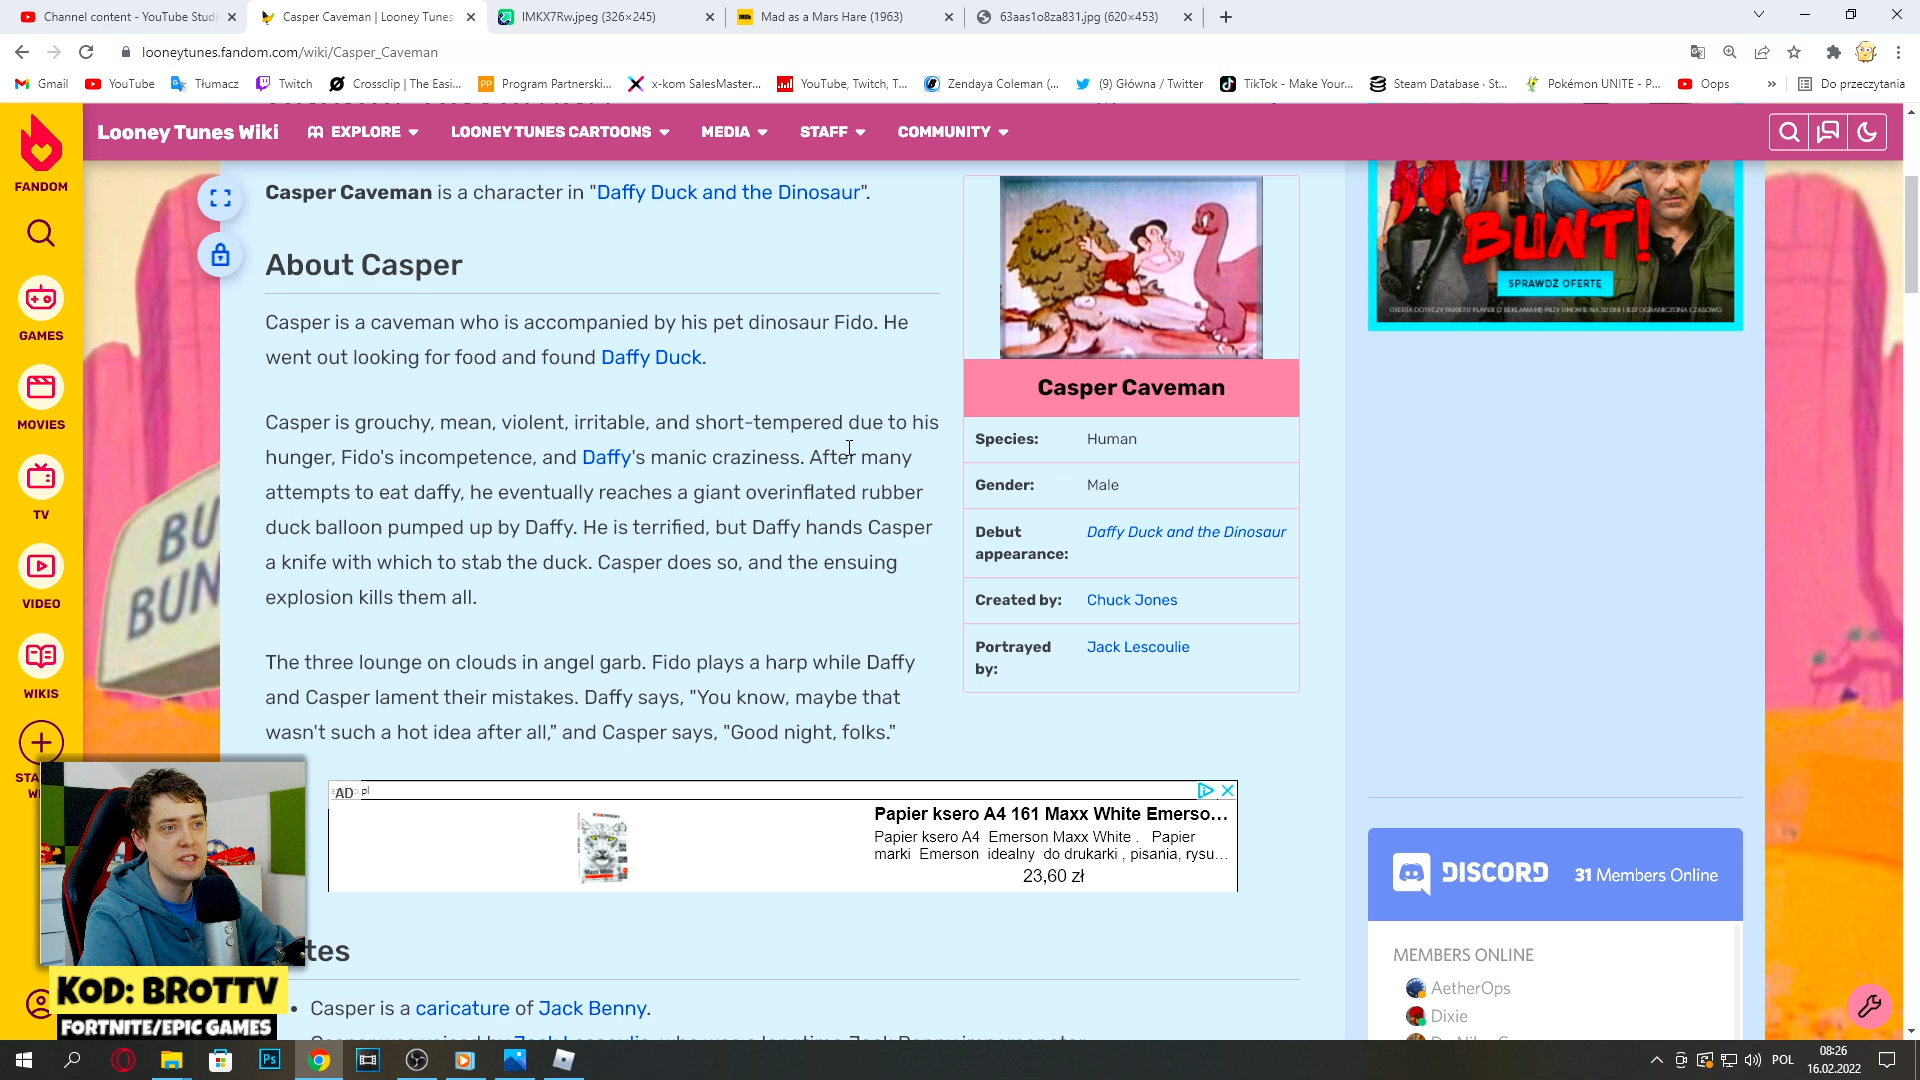 Channel content - YouTube Studi
Casper Caveman | Looney Tunes
IMKX7Rw.jpeg (326×245)
Mad as a Mars Hare (1963)
63aas1o8za831.jpg (620×453)
looneytunes.fandom.com/wiki/Casper_Caveman
Gmail
YouTube
Tłumacz
Twitch
Crossclip | The Easi...
Program Partnerski...
x-kom SalesMaster...
YouTube, Twitch, T...
Zendaya Coleman (...
(9) Główna / Twitter
TikTok - Make Your...
Steam Database · St...
Pokémon UNITE - P...
Oops
»
Do przeczytania
Looney Tunes Wiki
EXPLORE
LOONEY TUNES CARTOONS
MEDIA
STAFF
COMMUNITY
FANDOM
GAMES
MOVIES
TV
VIDEO
WIKIS
STA
W
Casper Caveman is a character in "Daffy Duck and the Dinosaur".
About Casper
Casper is a caveman who is accompanied by his pet dinosaur Fido. He
went out looking for food and found Daffy Duck.
Casper is grouchy, mean, violent, irritable, and short-tempered due to his
hunger, Fido's incompetence, and Daffy's manic craziness. After many
attempts to eat daffy, he eventually reaches a giant overinflated rubber
duck balloon pumped up by Daffy. He is terrified, but Daffy hands Casper
a knife with which to stab the duck. Casper does so, and the ensuing
explosion kills them all.
The three lounge on clouds in angel garb. Fido plays a harp while Daffy
and Casper lament their mistakes. Daffy says, "You know, maybe that
wasn't such a hot idea after all," and Casper says, "Good night, folks."
Casper Caveman
Species: Human
Gender: Male
Debut appearance: Daffy Duck and the Dinosaur
Created by: Chuck Jones
Portrayed by: Jack Lescoulie
BUNT!
SPRAWDŹ OFERTĘ
BU
BUN
AD
pl
Papier ksero A4 161 Maxx White Emerso...
Papier ksero A4 Emerson Maxx White . Papier
marki Emerson idealny do drukarki , pisania, rysu...
23,60 zł
tes
Casper is a caricature of Jack Benny.
DISCORD
31 Members Online
MEMBERS ONLINE
AetherOps
Dixie
KOD: BROTTV
FORTNITE/EPIC GAMES
Ps
POL
08:26
16.02.2022